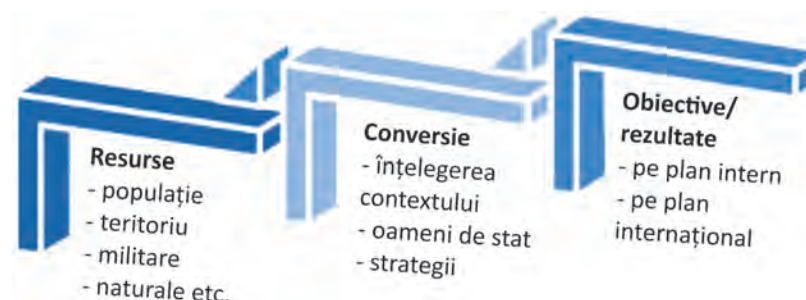 Resurse
- populație
- teritoriu
- militare
- naturale etc.
Conversie
- înțelegerea
contextului
- oameni de stat
- strategii
Obiective/
rezultate
- pe plan intern
- pe plan
internațional